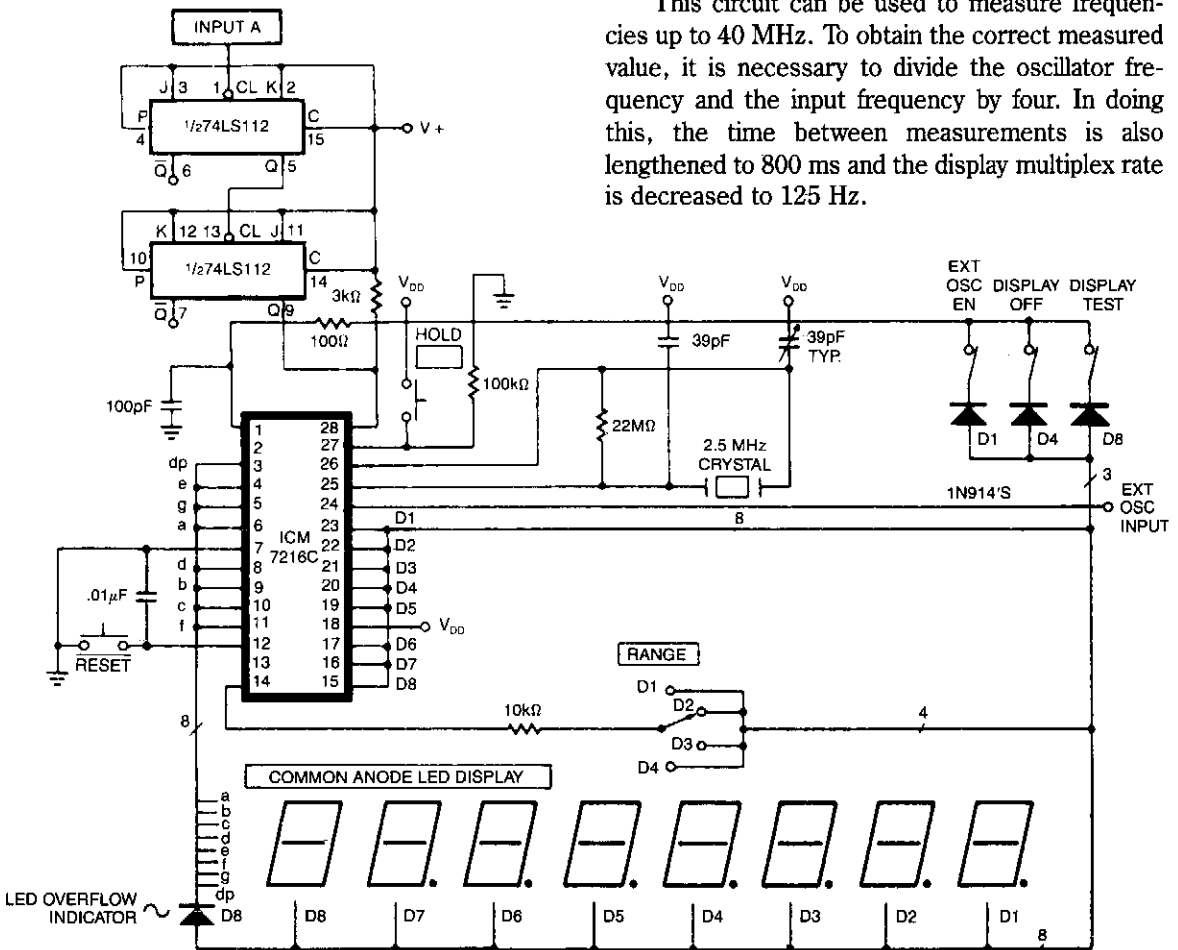 This circuit can be used to measure frequen-
cies up to 40 MHz. To obtain the correct measured
value, it is necessary to divide the oscillator fre-
quency and the input frequency by four. In doing
this, the time between measurements is also
lengthened to 800 ms and the display multiplex rate
is decreased to 125 Hz.
INPUT A
J 3 1 CL K 2
P
4
1/274LS112
C
15
V+
Q̅ 6
Q 5
K 12 13 CL J 11
10
P
1/274LS112
C
14
Q̅ 7
Q 9
3kΩ
100Ω
VDD
HOLD
100kΩ
VDD
39pF
VDD
39pF
TYP.
EXT
OSC
EN
DISPLAY
OFF
DISPLAY
TEST
D1
D4
D8
100pF
22MΩ
2.5 MHz
CRYSTAL
1N914'S
3
EXT
OSC
INPUT
8
ICM
7216C
1
2
3
4
5
6
7
8
9
10
11
12
13
14
28
27
26
25
24
23
22
21
20
19
18
17
16
15
dp
e
g
a
d
b
c
f
D1
D2
D3
D4
D5
VDD
D6
D7
D8
.01μF
RESET
8
10kΩ
RANGE
D1
D2
D3
D4
4
COMMON ANODE LED DISPLAY
a
b
c
d
e
f
g
dp
LED OVERFLOW
INDICATOR
D8
D8 D7 D6 D5 D4 D3 D2 D1
8